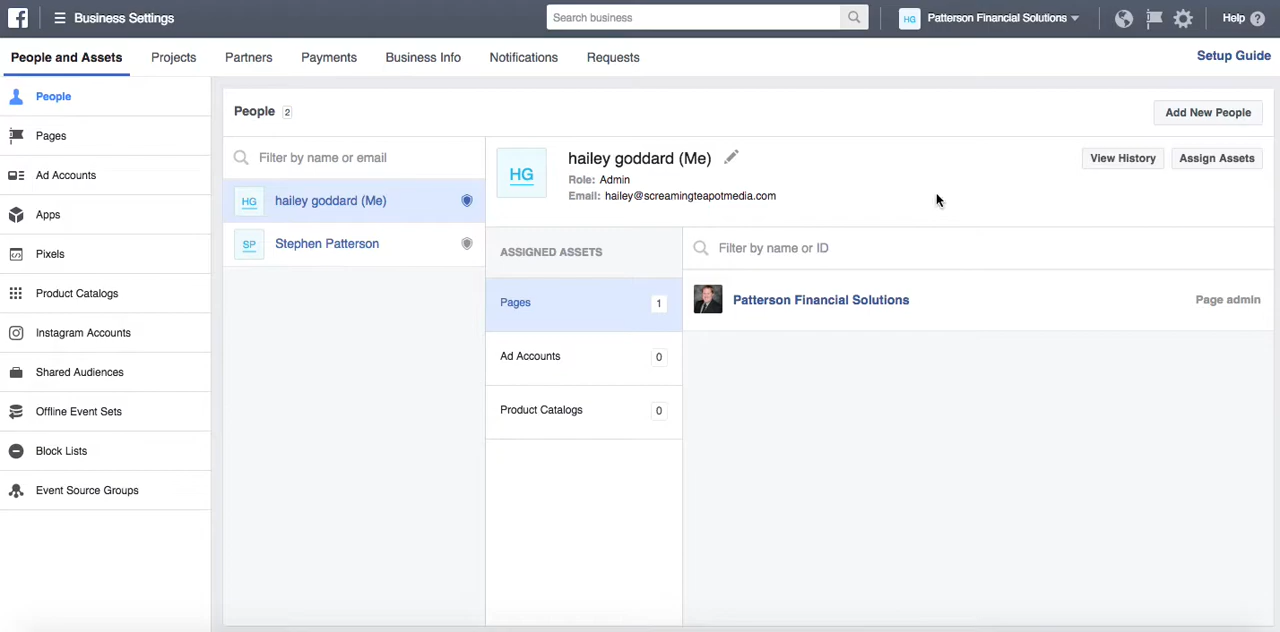 Business Settings
Search business
HG Patterson Financial Solutions
Help ?
People and Assets
Projects
Partners
Payments
Business Info
Notifications
Requests
Setup Guide
People
Pages
Ad Accounts
Apps
Pixels
Product Catalogs
Instagram Accounts
Shared Audiences
Offline Event Sets
Block Lists
Event Source Groups
People 2
Add New People
Filter by name or email
HG hailey goddard (Me)
SP Stephen Patterson
HG
hailey goddard (Me)
Role: Admin
Email: hailey@screamingteapotmedia.com
View History
Assign Assets
ASSIGNED ASSETS
Pages 1
Ad Accounts 0
Product Catalogs 0
Filter by name or ID
Patterson Financial Solutions
Page admin